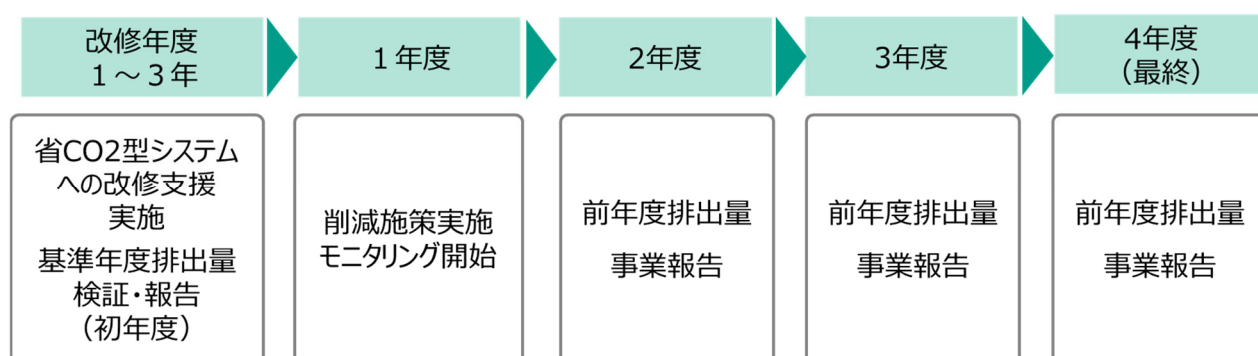 改修年度
1～3年
1年度
2年度
3年度
4年度
（最終）
省CO2型システム
への改修支援
実施
基準年度排出量
検証・報告
（初年度）
削減施策実施
モニタリング開始
前年度排出量
事業報告
前年度排出量
事業報告
前年度排出量
事業報告